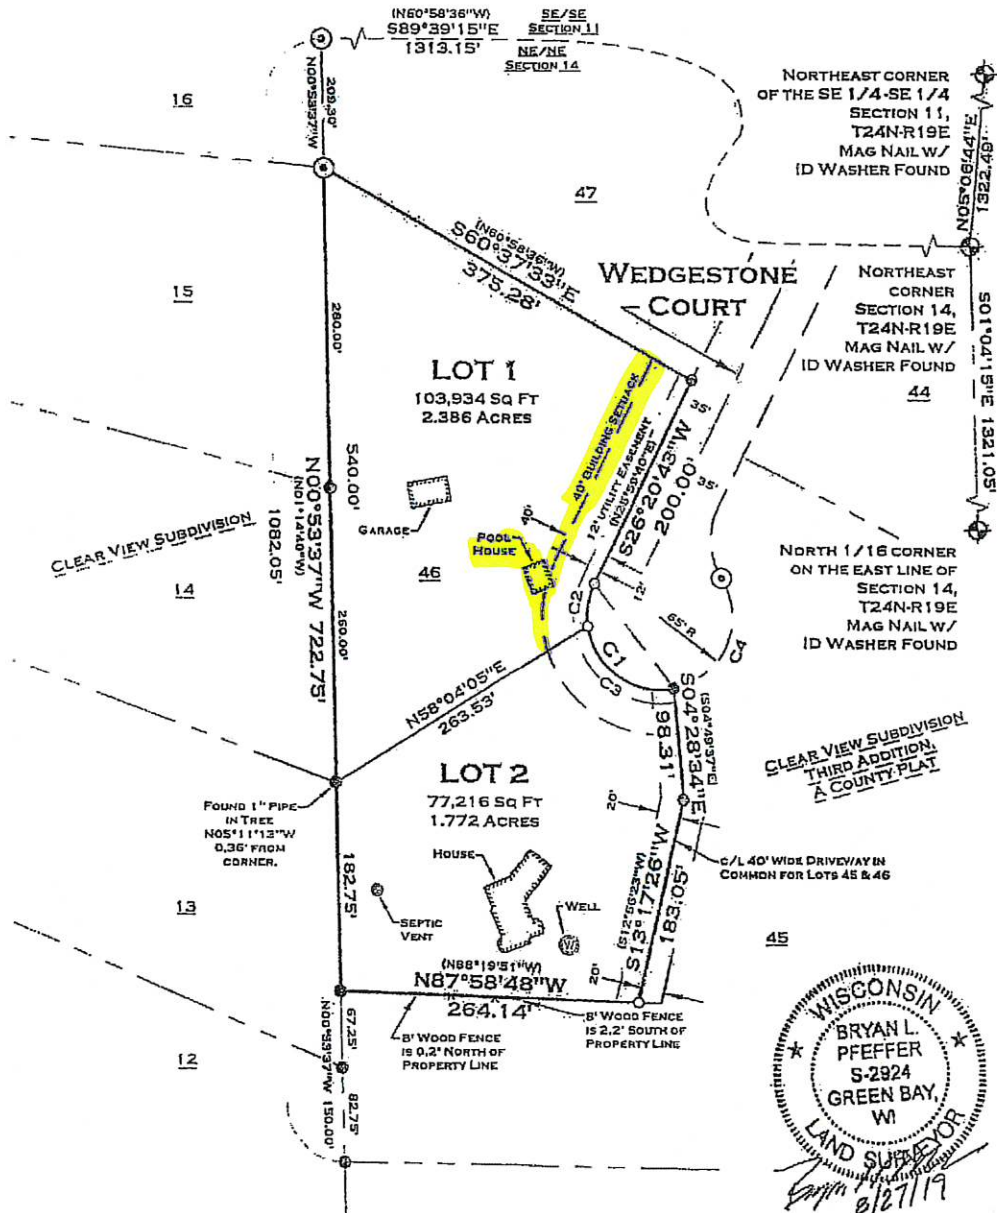 (N60°58'36"W)
S89°39'15"E
1313.15'
SE/SE
SECTION 11
NE/NE
SECTION 14
N00°53'37"W
209.30'
16
NORTHEAST CORNER
OF THE SE 1/4-SE 1/4
SECTION 11,
T24N-R19E
MAG NAIL W/
ID WASHER FOUND
N05°06'44"E
1322.49'
47
(N60°58'36"W)
S60°37'33"E
375.28'
WEDGESTONE
COURT
NORTHEAST
CORNER
SECTION 14,
T24N-R19E
MAG NAIL W/
ID WASHER FOUND
S01°04'15"E 1321.05'
44
15
280.00'
LOT 1
103,934 SQ FT
2.386 ACRES
40' BUILDING SETBACK
12' UTILITY EASEMENT
(N25°59'40"E)
S26°20'43"W
200.00'
35'
35'
540.00'
N00°53'37"W 722.75'
(N01°14'40"W)
1082.05'
GARAGE
40'
POOL
HOUSE
46
12'
CLEAR VIEW SUBDIVISION
14
260.00'
NORTH 1/16 CORNER
ON THE EAST LINE OF
SECTION 14,
T24N-R19E
MAG NAIL W/
ID WASHER FOUND
C2
C1
C3
65' R
C4
N58°04'05"E
263.53'
S04°28'34"E
(S04°49'37"E)
98.31'
CLEAR VIEW SUBDIVISION
THIRD ADDITION,
A COUNTY PLAT
LOT 2
77,216 SQ FT
1.772 ACRES
FOUND 1" PIPE
IN TREE
N05°11'13"W
0.36' FROM
CORNER.
20'
HOUSE
C/L 40' WIDE DRIVEWAY IN
COMMON FOR LOTS 45 & 46
182.75'
(S12°56'23"W)
S13°17'26"W
183.05'
13
SEPTIC
VENT
WELL
W
45
20'
(N88°19'51"W)
N87°58'48"W
264.14'
8' WOOD FENCE
IS 0.2' NORTH OF
PROPERTY LINE
8' WOOD FENCE
IS 2.2' SOUTH OF
PROPERTY LINE
12
67.25'
N00°53'37"W 150.00'
82.75'
WISCONSIN
BRYAN L.
PFEFFER
S-2924
GREEN BAY,
WI
LAND SURVEYOR
8/27/19